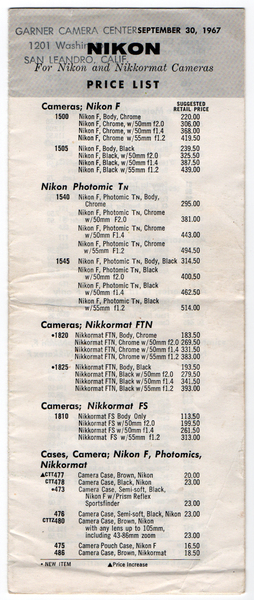 GARNER CAMERA CENTER SEPTEMBER 30, 1967
1201 Washin
NIKON
SAN LEANDRO, CALIF.
For Nikon and Nikkormat Cameras
PRICE LIST
Cameras; Nikon F SUGGESTED RETAIL PRICE
1500 Nikon F, Body, Chrome 220.00
Nikon F, Chrome, w/50mm f2.0 306.00
Nikon F, Chrome, w/50mm f1.4 368.00
Nikon F, Chrome, w/55mm f1.2 419.50
1505 Nikon F, Body, Black 239.50
Nikon F, Black, w/50mm f2.0 325.50
Nikon F, Black, w/50mm f1.4 387.50
Nikon F, Black, w/55mm f1.2 439.00
Nikon Photomic TN
1540 Nikon F, Photomic TN, Body,
Chrome 295.00
Nikon F, Photomic TN, Chrome
w/50mm F2.0 381.00
Nikon F, Photomic TN, Chrome
w/50mm f1.4 443.00
Nikon F, Photomic TN, Chrome
w/55mm F1.2 494.50
1545 Nikon F, Photomic TN, Body, Black 314.50
Nikon F, Photomic TN, Black
w/50mm f2.0 400.50
Nikon F, Photomic TN, Black
w/50mm f1.4 462.50
Nikon F, Photomic TN, Black
w/55mm f1.2 514.00
Cameras; Nikkormat FTN
•1820 Nikkormat FTN, Body, Chrome 183.50
Nikkormat FTN, Chrome w/50mm f2.0 269.50
Nikkormat FTN, Chrome w/50mm f1.4 331.50
Nikkormat FTN, Chrome w/55mm f1.2 383.00
•1825 Nikkormat FTN, Body, Black 193.50
Nikkormat FTN, Black w/50mm f2.0 279.50
Nikkormat FTN, Black w/50mm f1.4 341.50
Nikkormat FTN, Black w/55mm f1.2 393.00
Cameras; Nikkormat FS
1810 Nikkormat FS Body Only 113.50
Nikkormat FS w/50mm f2.0 199.50
Nikkormat FS w/50mm f1.4 261.50
Nikkormat FS w/55mm f1.2 313.00
Cases, Camera; Nikon F, Photomics,
Nikkormat
▲CTT477 Camera Case, Brown, Nikon 20.00
CTT478 Camera Case, Black, Nikon 23.00
•473 Camera Case, Semi-soft, Black,
Nikon F w/Prism Reflex
Sportsfinder 23.00
476 Camera Case, Semi-soft, Black, Nikon 23.00
CTTZ480 Camera Case, Brown, Nikon
with any lens up to 105mm,
including 43-86mm zoom 23.00
475 Camera Pouch Case, Nikon F 16.50
486 Camera Case, Brown, Nikkormat 18.50
• NEW ITEM ▲Price increase